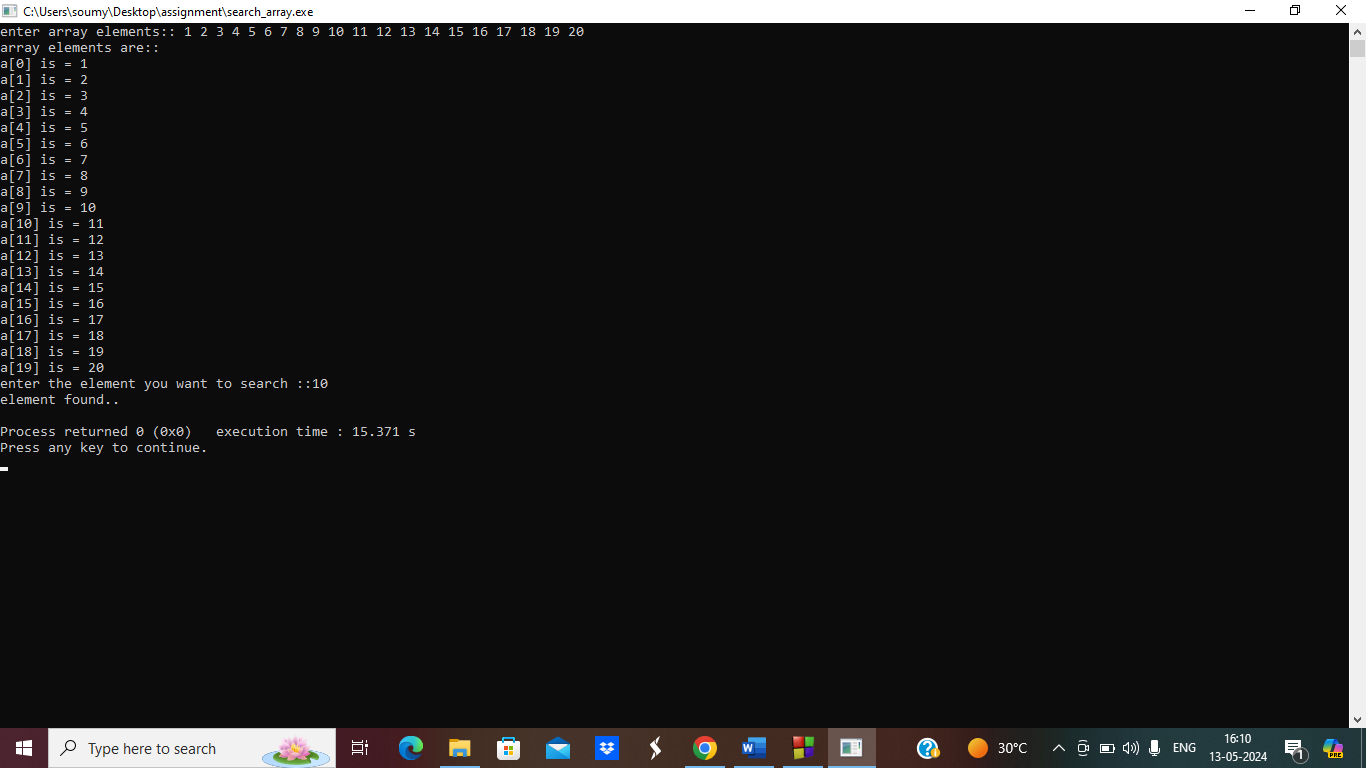 C:\Users\soumy\Desktop\assignment\search_array.exe
enter array elements:: 1 2 3 4 5 6 7 8 9 10 11 12 13 14 15 16 17 18 19 20
array elements are::
a[0] is = 1
a[1] is = 2
a[2] is = 3
a[3] is = 4
a[4] is = 5
a[5] is = 6
a[6] is = 7
a[7] is = 8
a[8] is = 9
a[9] is = 10
a[10] is = 11
a[11] is = 12
a[12] is = 13
a[13] is = 14
a[14] is = 15
a[15] is = 16
a[16] is = 17
a[17] is = 18
a[18] is = 19
a[19] is = 20
enter the element you want to search ::10
element found..
Process returned 0 (0x0)   execution time : 15.371 s
Press any key to continue.
Type here to search
30°C
ENG
16:10
13-05-2024
1
PRE